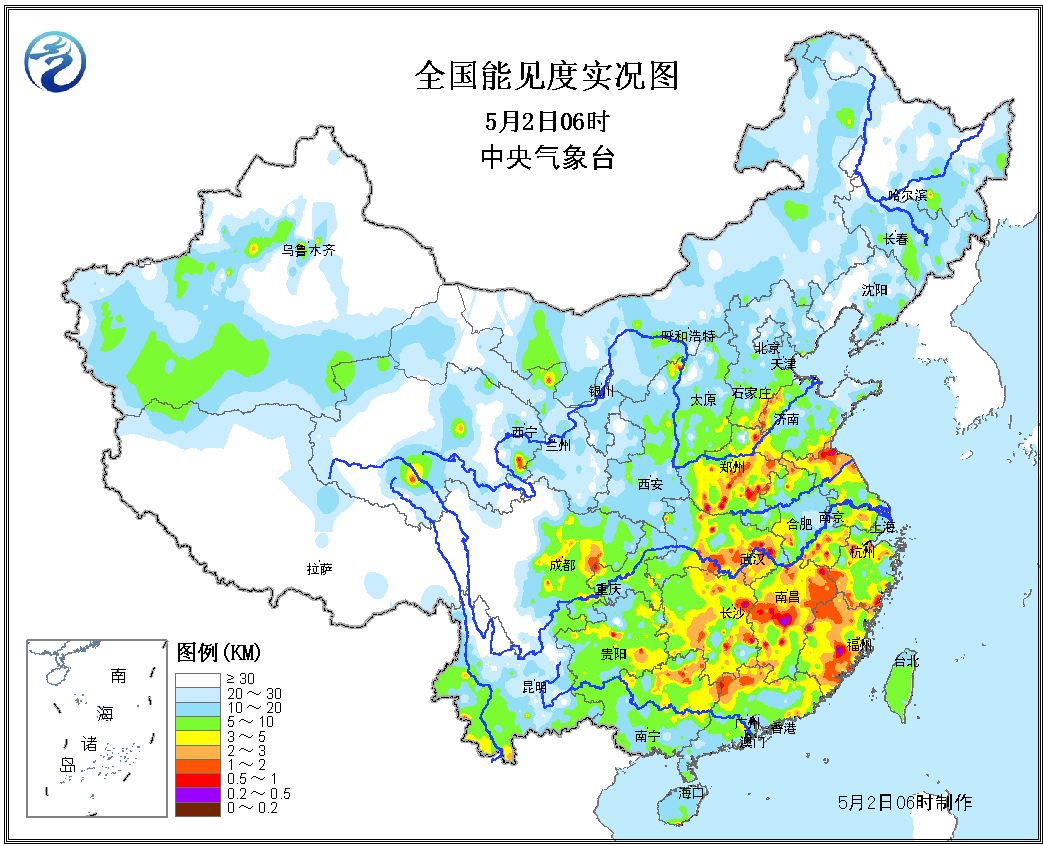 全国能见度实况图
5月2日06时
中央气象台
哈尔滨
长春
乌鲁木齐
沈阳
呼和浩特
北京
天津
银川
太原
石家庄
济南
西宁
兰州
郑州
西安
合肥
南京
上海
成都
武汉
杭州
拉萨
重庆
南昌
长沙
贵阳
福州
台北
昆明
广州
香港
南宁
澳门
海口
南
海
诸
岛
图例(KM)
≥30
20～30
10～20
5～10
3～5
2～3
1～2
0.5～1
0.2～0.5
0～0.2
5月2日06时制作